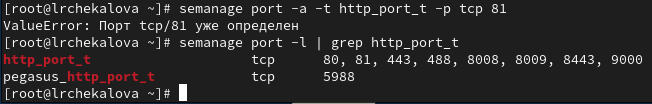 [root@lrchekalova ~]# semanage port -a -t http_port_t -p tcp 81
ValueError: Порт tcp/81 уже определен
[root@lrchekalova ~]# semanage port -l | grep http_port_t
http_port_t                    tcp      80, 81, 443, 488, 8008, 8009, 8443, 9000
pegasus_http_port_t            tcp      5988
[root@lrchekalova ~]#